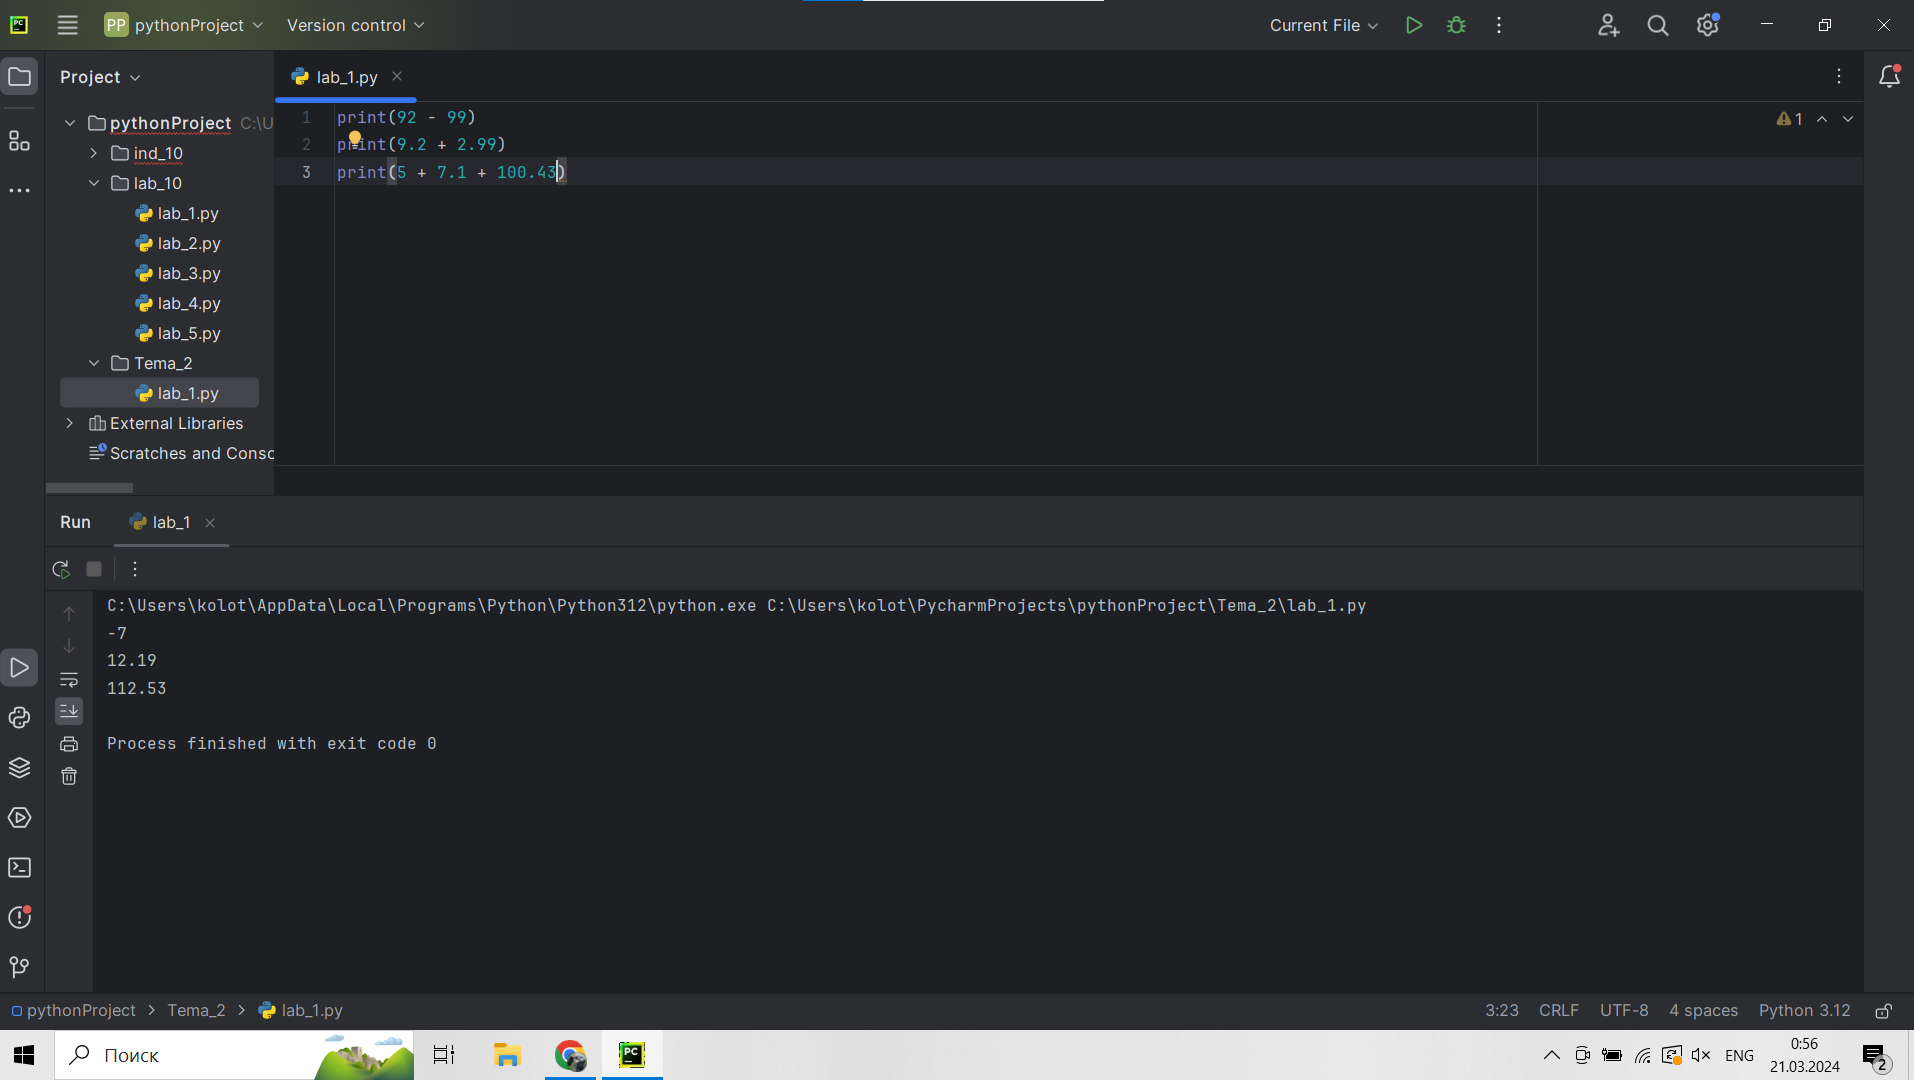 PC PP pythonProject Version control Current File
Project
lab_1.py
pythonProject C:\U
ind_10
lab_10
lab_1.py
lab_2.py
lab_3.py
lab_4.py
lab_5.py
Tema_2
lab_1.py
External Libraries
Scratches and Consc
1 print(92 - 99)
2 print(9.2 + 2.99)
3 print(5 + 7.1 + 100.43)
1
Run lab_1
C:\Users\kolot\AppData\Local\Programs\Python\Python312\python.exe C:\Users\kolot\PycharmProjects\pythonProject\Tema_2\lab_1.py
-7
12.19
112.53
Process finished with exit code 0
pythonProject > Tema_2 > lab_1.py 3:23 CRLF UTF-8 4 spaces Python 3.12
Поиск PC ENG 0:56
21.03.2024
2